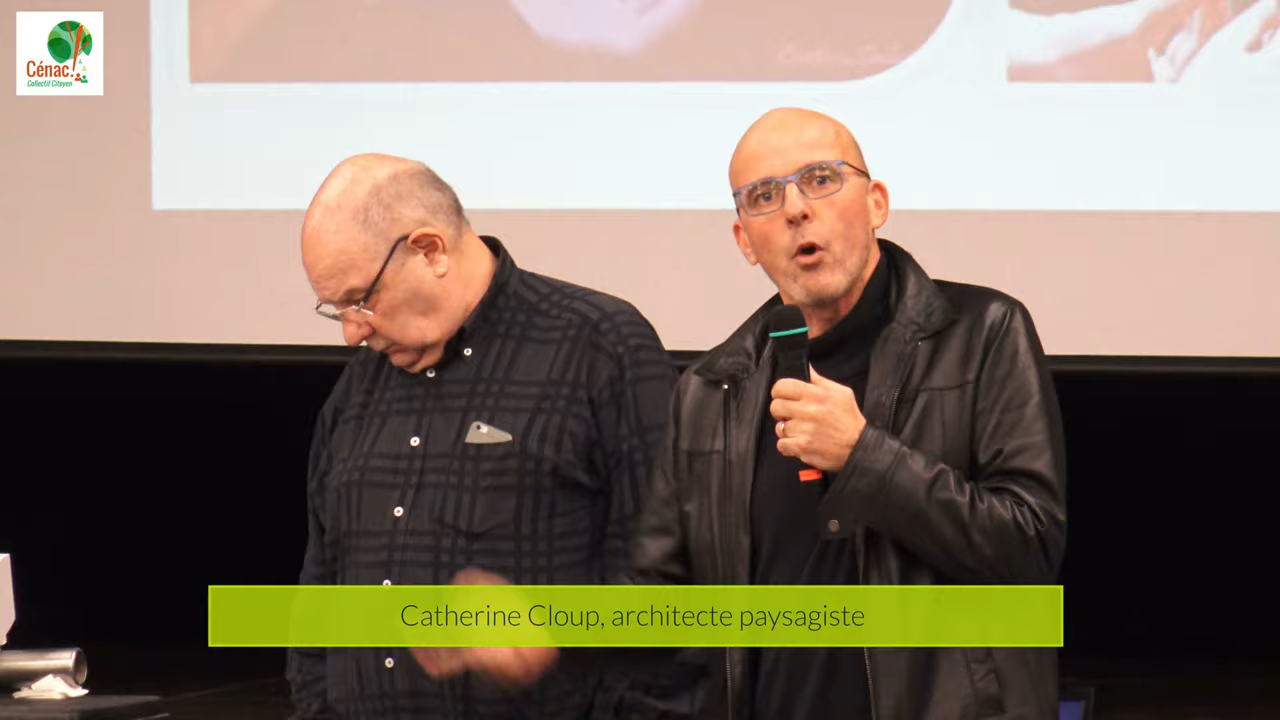 Cénac!
Collectif Citoyen
Catherine Cloup, architecte paysagiste